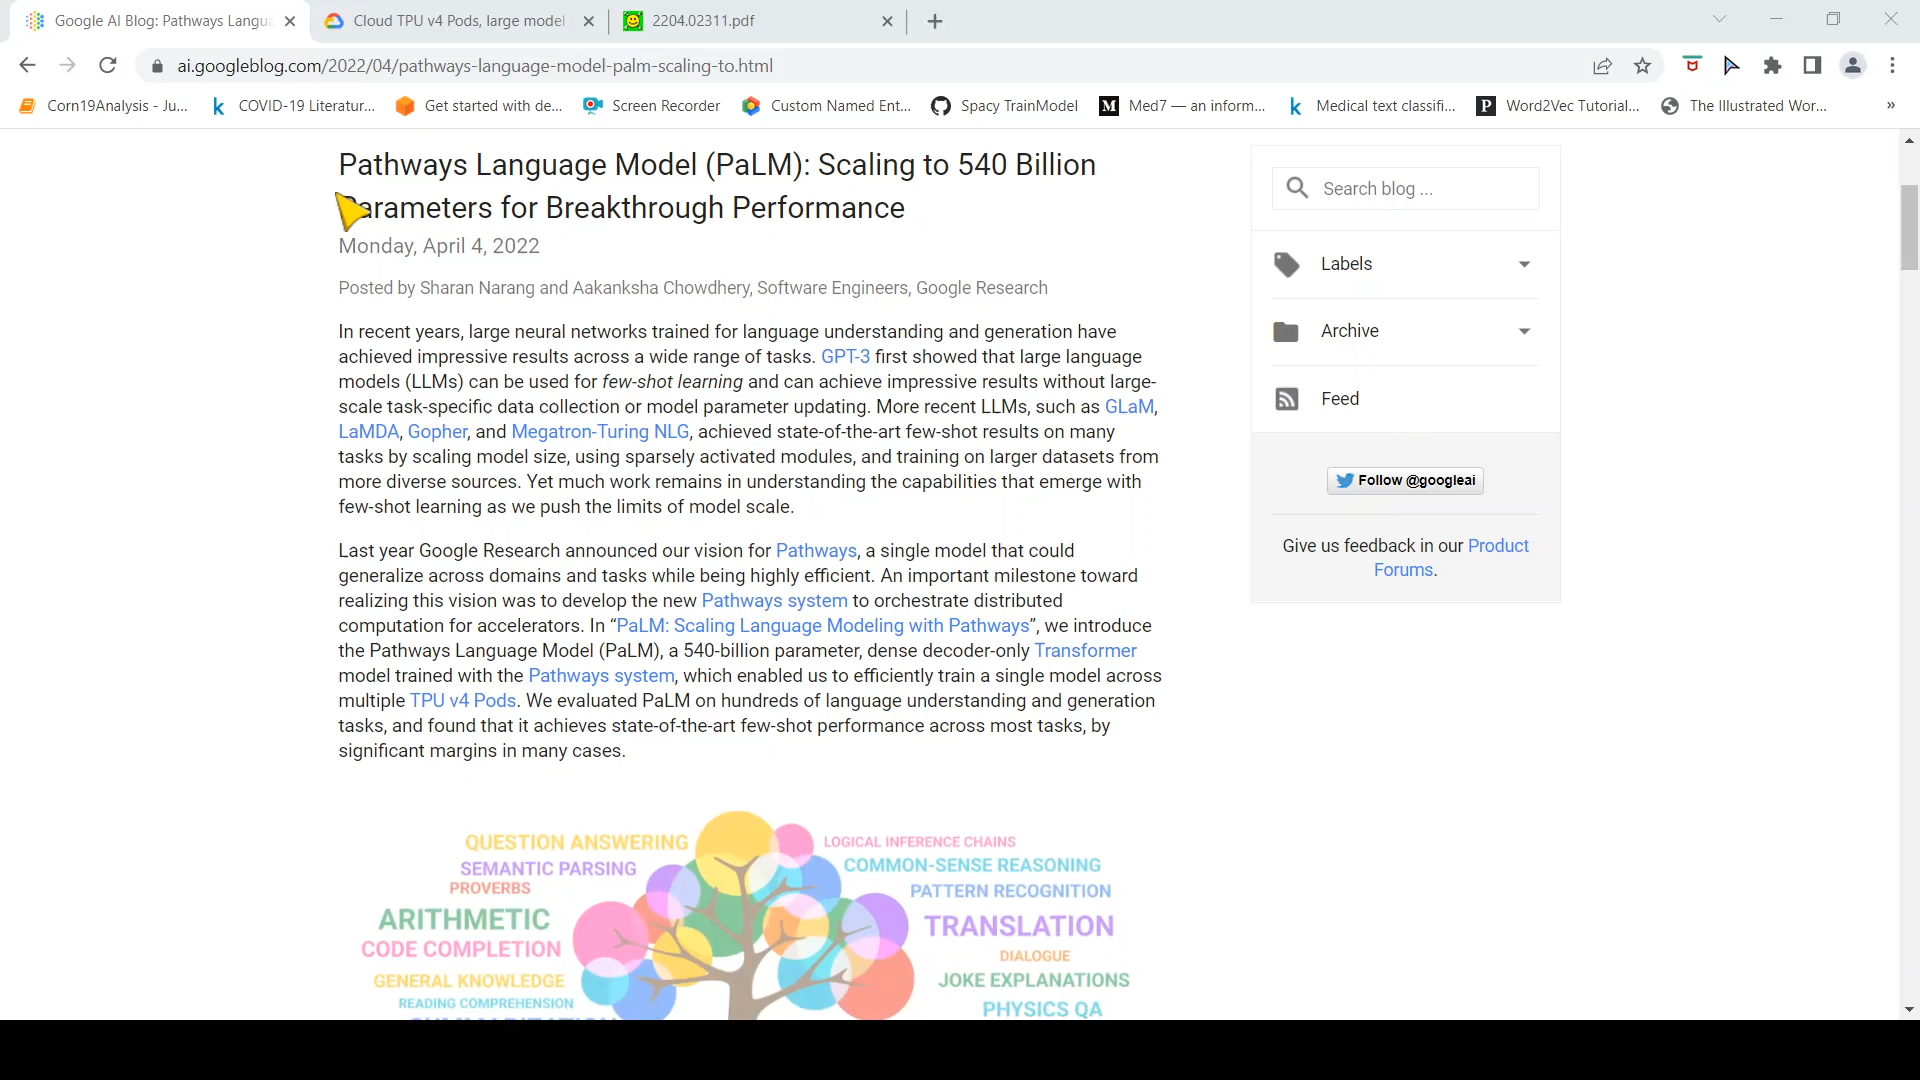 Google AI Blog: Pathways Langua
Cloud TPU v4 Pods, large model
2204.02311.pdf
ai.googleblog.com/2022/04/pathways-language-model-palm-scaling-to.html
Corn19Analysis - Ju...
COVID-19 Literatur...
Get started with de...
Screen Recorder
Custom Named Ent...
Spacy TrainModel
Med7 — an inform...
Medical text classifi...
Word2Vec Tutorial...
The Illustrated Wor...
»
Pathways Language Model (PaLM): Scaling to 540 Billion
Parameters for Breakthrough Performance
Monday, April 4, 2022
Posted by Sharan Narang and Aakanksha Chowdhery, Software Engineers, Google Research
In recent years, large neural networks trained for language understanding and generation have
achieved impressive results across a wide range of tasks. GPT-3 first showed that large language
models (LLMs) can be used for few-shot learning and can achieve impressive results without large-
scale task-specific data collection or model parameter updating. More recent LLMs, such as GLaM,
LaMDA, Gopher, and Megatron-Turing NLG, achieved state-of-the-art few-shot results on many
tasks by scaling model size, using sparsely activated modules, and training on larger datasets from
more diverse sources. Yet much work remains in understanding the capabilities that emerge with
few-shot learning as we push the limits of model scale.
Last year Google Research announced our vision for Pathways, a single model that could
generalize across domains and tasks while being highly efficient. An important milestone toward
realizing this vision was to develop the new Pathways system to orchestrate distributed
computation for accelerators. In “PaLM: Scaling Language Modeling with Pathways”, we introduce
the Pathways Language Model (PaLM), a 540-billion parameter, dense decoder-only Transformer
model trained with the Pathways system, which enabled us to efficiently train a single model across
multiple TPU v4 Pods. We evaluated PaLM on hundreds of language understanding and generation
tasks, and found that it achieves state-of-the-art few-shot performance across most tasks, by
significant margins in many cases.
QUESTION ANSWERING
SEMANTIC PARSING
PROVERBS
ARITHMETIC
CODE COMPLETION
GENERAL KNOWLEDGE
READING COMPREHENSION
SUMMARIZATION
LOGICAL INFERENCE CHAINS
COMMON-SENSE REASONING
PATTERN RECOGNITION
TRANSLATION
DIALOGUE
JOKE EXPLANATIONS
PHYSICS QA
Search blog ...
Labels
Archive
Feed
Follow @googleai
Give us feedback in our Product
Forums.